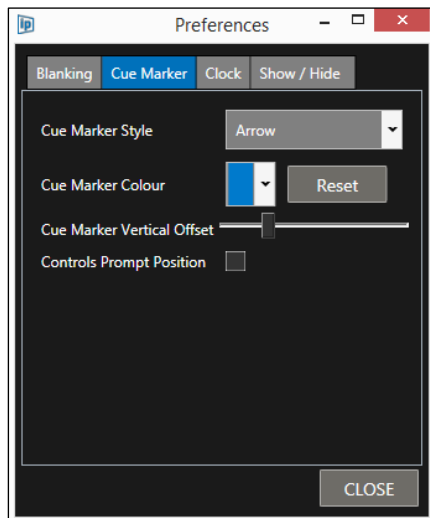 ip Preferences
Blanking Cue Marker Clock Show / Hide
Cue Marker Style Arrow
Cue Marker Colour Reset
Cue Marker Vertical Offset
Controls Prompt Position
CLOSE